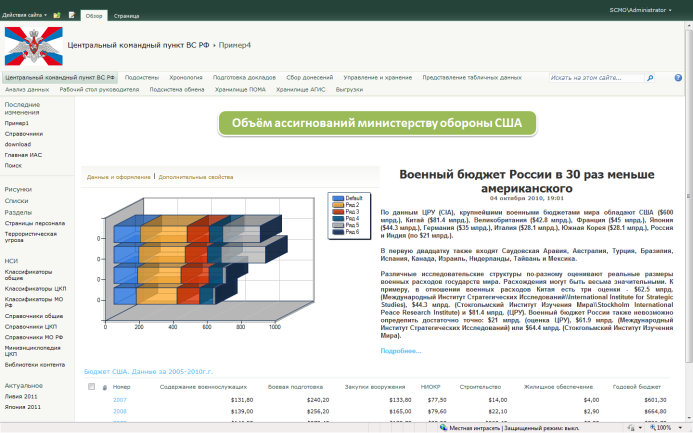 Действия сайта
Обзор
Страница
SCMO\Administrator
Центральный командный пункт ВС РФ › Пример4
Центральный командный пункт ВС РФ
Подсистемы
Хронология
Подготовка докладов
Сбор донесений
Управление и хранение
Представление табличных данных
Искать на этом сайте...
Анализ данных
Рабочий стол руководителя
Подсистема обмена
Хранилище ПОМА
Хранилище АГИС
Выгрузки
Последние
изменения
Пример1
Справочники
download
Главная ИАС
Поиск
Рисунки
Списки
Разделы
Страницы персонала
Террористическая
угроза
НСИ
Классификаторы
общие
Классификаторы ЦКП
Классификаторы МО
РФ
Справочники общие
Справочники ЦКП
Справочники МО РФ
Миниэнциклопедия
ЦКП
Библиотеки контента
Актуальное
Ливия 2011
Япония 2011
Объём ассигнований министерству обороны США
Данные и оформление | Дополнительные свойства
Default
Ряд 2
Ряд 3
Ряд 4
Ряд 5
Ряд 6
0
0
0
0
0 200 400 600 800 1000
Военный бюджет России в 30 раз меньше
американского
04 октября 2010, 19:01
По данным ЦРУ (CIA), крупнейшими военными бюджетами мира обладают США ($600
млрд.), Китай ($81.4 млрд.), Великобритания ($42.8 млрд.), Франция ($45 млрд.), Япония
($44.3 млрд.), Германия ($35 млрд.), Италия ($28.1 млрд.), Южная Корея ($28.1 млрд.), Россия
и Индия (по $21 млрд.).
В первую двадцатку также входят Саудовская Аравия, Австралия, Турция, Бразилия,
Испания, Канада, Израиль, Нидерланды, Тайвань и Мексика.
Различные исследовательские структуры по-разному оценивают реальные размеры
военных расходов государств мира. Расхождения могут быть весьма значительными. К
примеру, в отношении военных расходов Китая есть три оценки - $62.5 млрд.
(Международный Институт Стратегических Исследований\\International Institute for Strategic
Studies), $44.3 млрд. (Стокгольмский Институт Изучения Мира\\Stockholm International
Peace Research Institute) и $81.4 млрд. (ЦРУ). Военный бюджет России также невозможно
определить достаточно точно: $21 млрд. (оценка ЦРУ), $61.9 млрд. (Международный
Институт Стратегических Исследований) или $64.4 млрд. (Стокгольмский Институт Изучения
Мира).
Подробнее...
Бюджет США. Данные за 2005-2010г.г.
Номер Содержание военнослужащих Боевая подготовка Закупки вооружения НИОКР Строительство Жилищное обеспечение Годовой бюджет
2007 $131,80 $240,20 $133,80 $77,50 $14,00 $4,00 $601,30
2008 $139,00 $256,20 $165,00 $79,60 $22,10 $2,90 $664,80
Местная интрасеть | Защищенный режим: выкл.
100%